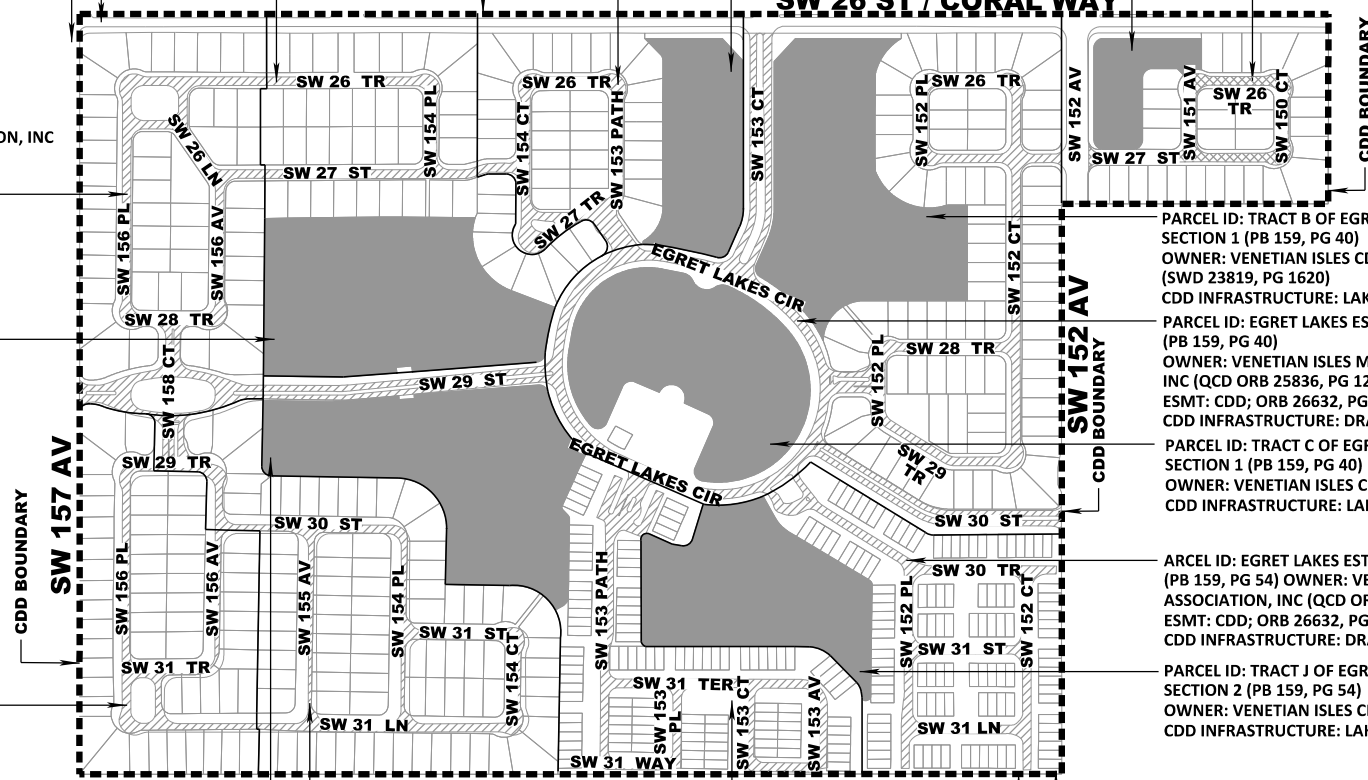 SW 26 ST / CORAL WAY
CDD BOUNDARY
ON, INC
SW 26 TR
SW 26 TR
SW 26 TR
SW 26
TR
SW 154 PL
SW 154 CT
SW 153 PATH
SW 153 CT
SW 152 PL
SW 152 AV
SW 151 AV
SW 150 CT
SW 26 LN
SW 27 ST
SW 27 ST
SW 27 TR
SW 156 PL
SW 156 AV
SW 152 CT
EGRET LAKES CIR
PARCEL ID: TRACT B OF EGR
SECTION 1 (PB 159, PG 40)
OWNER: VENETIAN ISLES CD
(SWD 23819, PG 1620)
CDD INFRASTRUCTURE: LAK
PARCEL ID: EGRET LAKES EST
(PB 159, PG 40)
OWNER: VENETIAN ISLES M
INC (QCD ORB 25836, PG 12
ESMT: CDD; ORB 26632, PG
CDD INFRASTRUCTURE: DRA
SW 28 TR
SW 28 TR
SW 158 CT
SW 29 ST
SW 152 PL
SW 152 AV
CDD BOUNDARY
PARCEL ID: TRACT C OF EGR
SECTION 1 (PB 159, PG 40)
OWNER: VENETIAN ISLES C
CDD INFRASTRUCTURE: LAK
SW 157 AV
CDD BOUNDARY
SW 29 TR
EGRET LAKES CIR
SW 29
TR
SW 30 ST
SW 30 ST
SW 30 TR
ARCEL ID: EGRET LAKES EST
(PB 159, PG 54) OWNER: VE
ASSOCIATION, INC (QCD OR
ESMT: CDD; ORB 26632, PG
CDD INFRASTRUCTURE: DRA
SW 156 PL
SW 156 AV
SW 155 AV
SW 154 PL
SW 153 PATH
SW 152 PL
SW 152 CT
SW 31 ST
SW 154 CT
SW 31 ST
SW 31 TR
SW 31 TER
PARCEL ID: TRACT J OF EGR
SECTION 2 (PB 159, PG 54)
OWNER: VENETIAN ISLES C
CDD INFRASTRUCTURE: LAK
SW 153
PL
SW 153 CT
SW 153 AV
SW 31 LN
SW 31 LN
SW 31 WAY